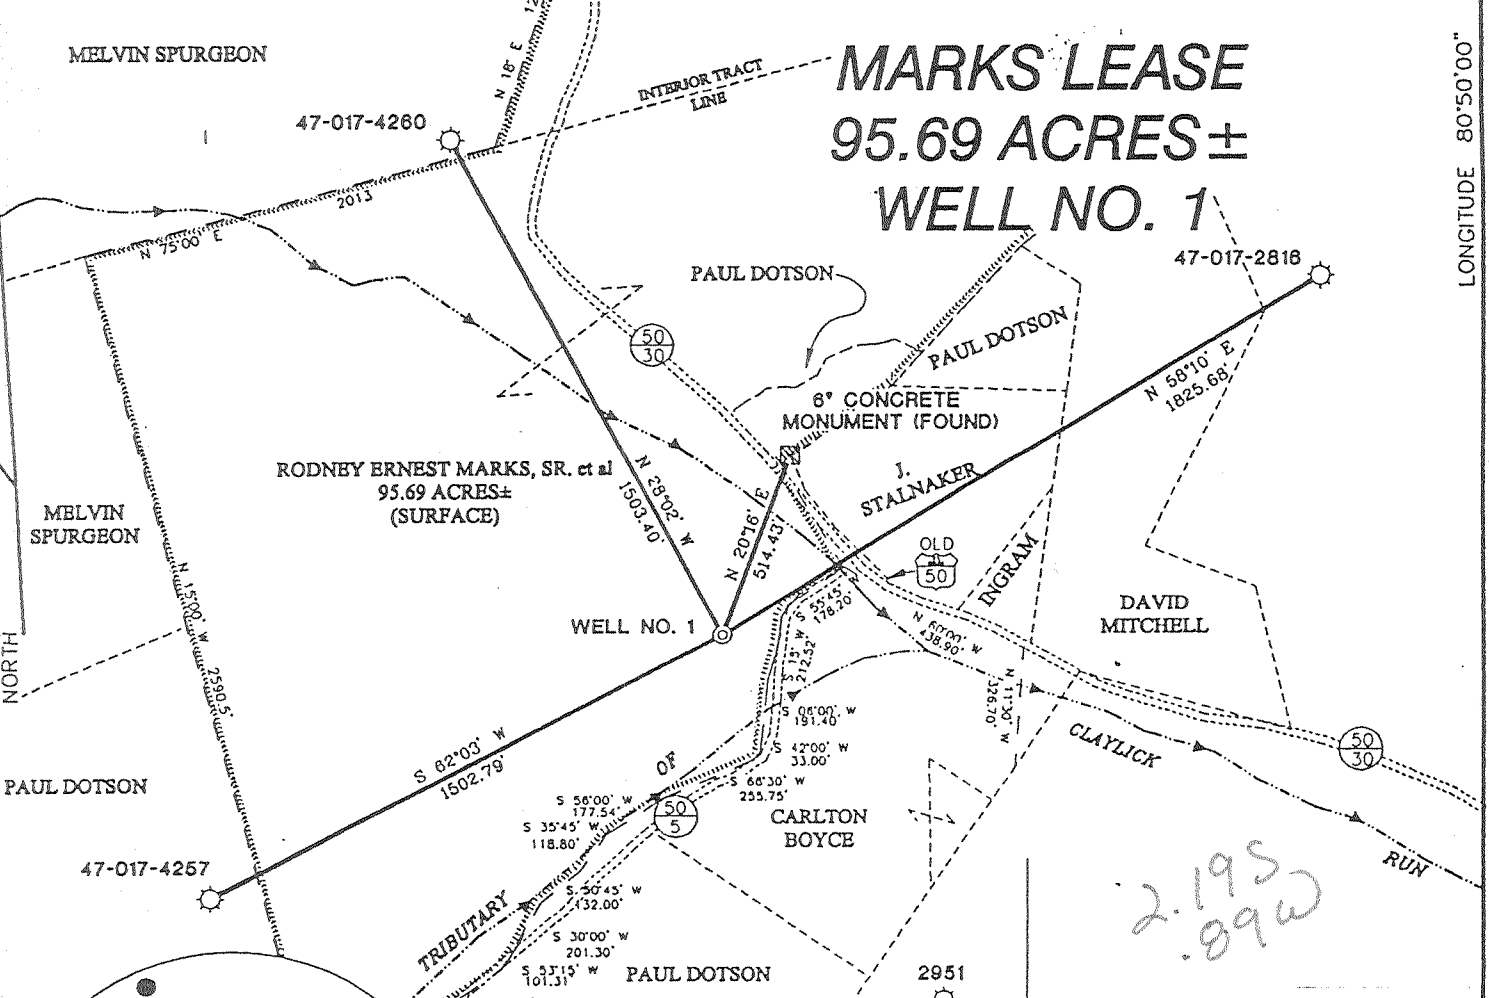 MELVIN SPURGEON
N 18° E
INTERIOR TRACT
LINE
MARKS LEASE
95.69 ACRES±
WELL NO. 1
LONGITUDE 80°50'00"
47-017-4260
2013
N 75°00' E
PAUL DOTSON
47-017-2816
50
30
PAUL DOTSON
6" CONCRETE
MONUMENT (FOUND)
N 58°10' E
1825.68'
RODNEY ERNEST MARKS, SR. et al
95.69 ACRES±
(SURFACE)
N 28°02' W
1503.40'
J.
STALNAKER
MELVIN
SPURGEON
N 20°16' E
514.43'
OLD
50
INGRAM
N 15°00' W
2590.5'
DAVID
MITCHELL
WELL NO. 1
S 55°45'
178.20'
N 60°00' W
438.90'
S 15° W
212.52'
NORTH
N 11°30' W
326.70'
S 06°00' W
191.40'
S 42°00' W
33.00'
S 66°30' W
255.75'
CLAYLICK
50
30
S 62°03' W
1502.79'
OF
PAUL DOTSON
S 56°00' W
177.54'
50
5
S 35°45' W
118.80'
CARLTON
BOYCE
47-017-4257
RUN
2.19S
.89W
S 50°45' W
132.00'
TRIBUTARY
S 30°00' W
201.30'
S 53°15' W
101.31'
PAUL DOTSON
2951